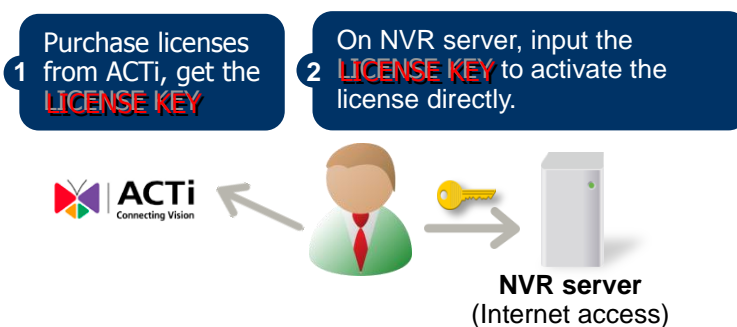 1
Purchase licenses
from ACTi, get the
LICENSE KEY
2
On NVR server, input the
LICENSE KEY to activate the
license directly.
ACTi
Connecting Vision
NVR server
(Internet access)